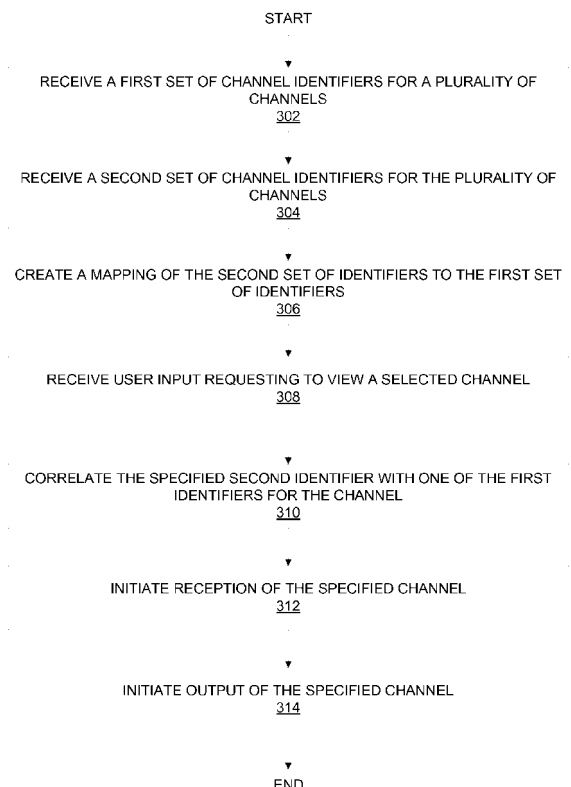 START
RECEIVE A FIRST SET OF CHANNEL IDENTIFIERS FOR A PLURALITY OF
CHANNELS
302
RECEIVE A SECOND SET OF CHANNEL IDENTIFIERS FOR THE PLURALITY OF
CHANNELS
304
CREATE A MAPPING OF THE SECOND SET OF IDENTIFIERS TO THE FIRST SET
OF IDENTIFIERS
306
RECEIVE USER INPUT REQUESTING TO VIEW A SELECTED CHANNEL
308
CORRELATE THE SPECIFIED SECOND IDENTIFIER WITH ONE OF THE FIRST
IDENTIFIERS FOR THE CHANNEL
310
INITIATE RECEPTION OF THE SPECIFIED CHANNEL
312
INITIATE OUTPUT OF THE SPECIFIED CHANNEL
314
END